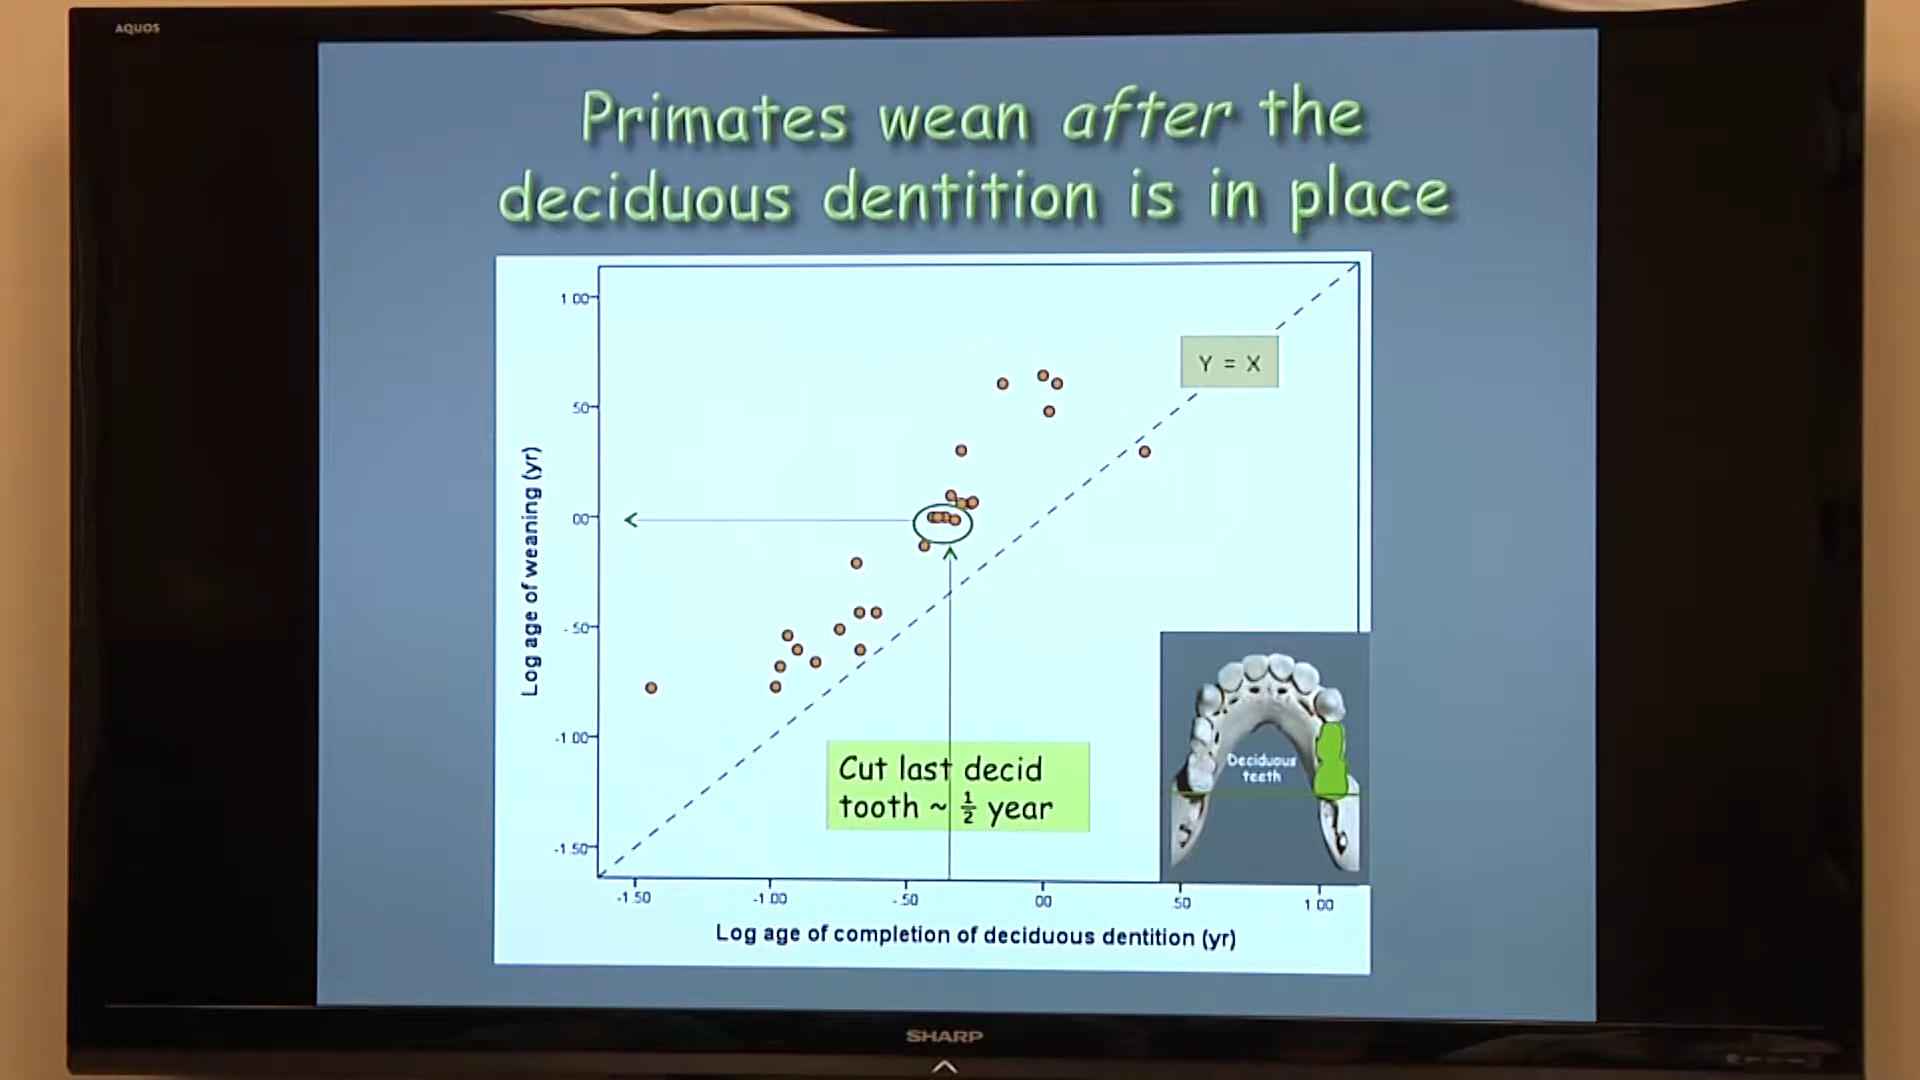 AQUOS
Primates wean after the
deciduous dentition is in place
1.00
.50
.00
-.50
-1.00
-1.50
Log age of weaning (yr)
Y = X
Cut last decid
tooth ~ ½ year
Deciduous
teeth
-1.50
-1.00
-.50
.00
.50
1.00
Log age of completion of deciduous dentition (yr)
SHARP